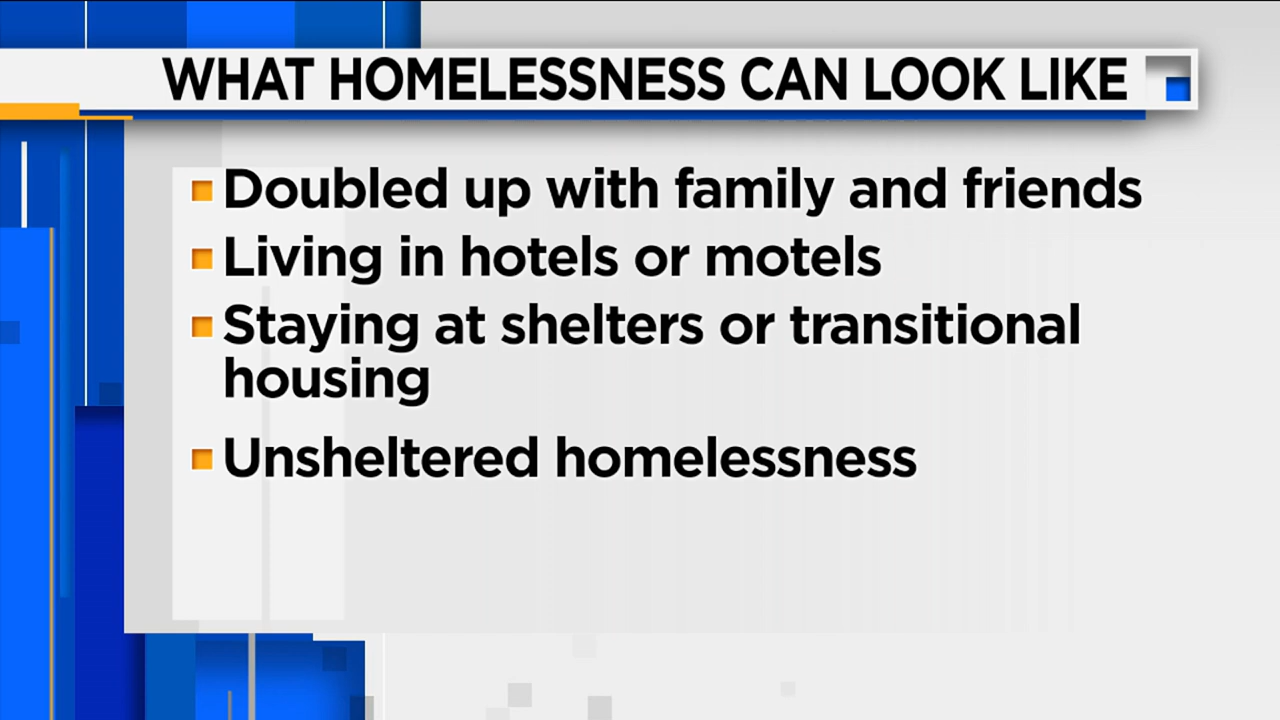 WHAT HOMELESSNESS CAN LOOK LIKE
Doubled up with family and friends
Living in hotels or motels
Staying at shelters or transitional
housing
Unsheltered homelessness